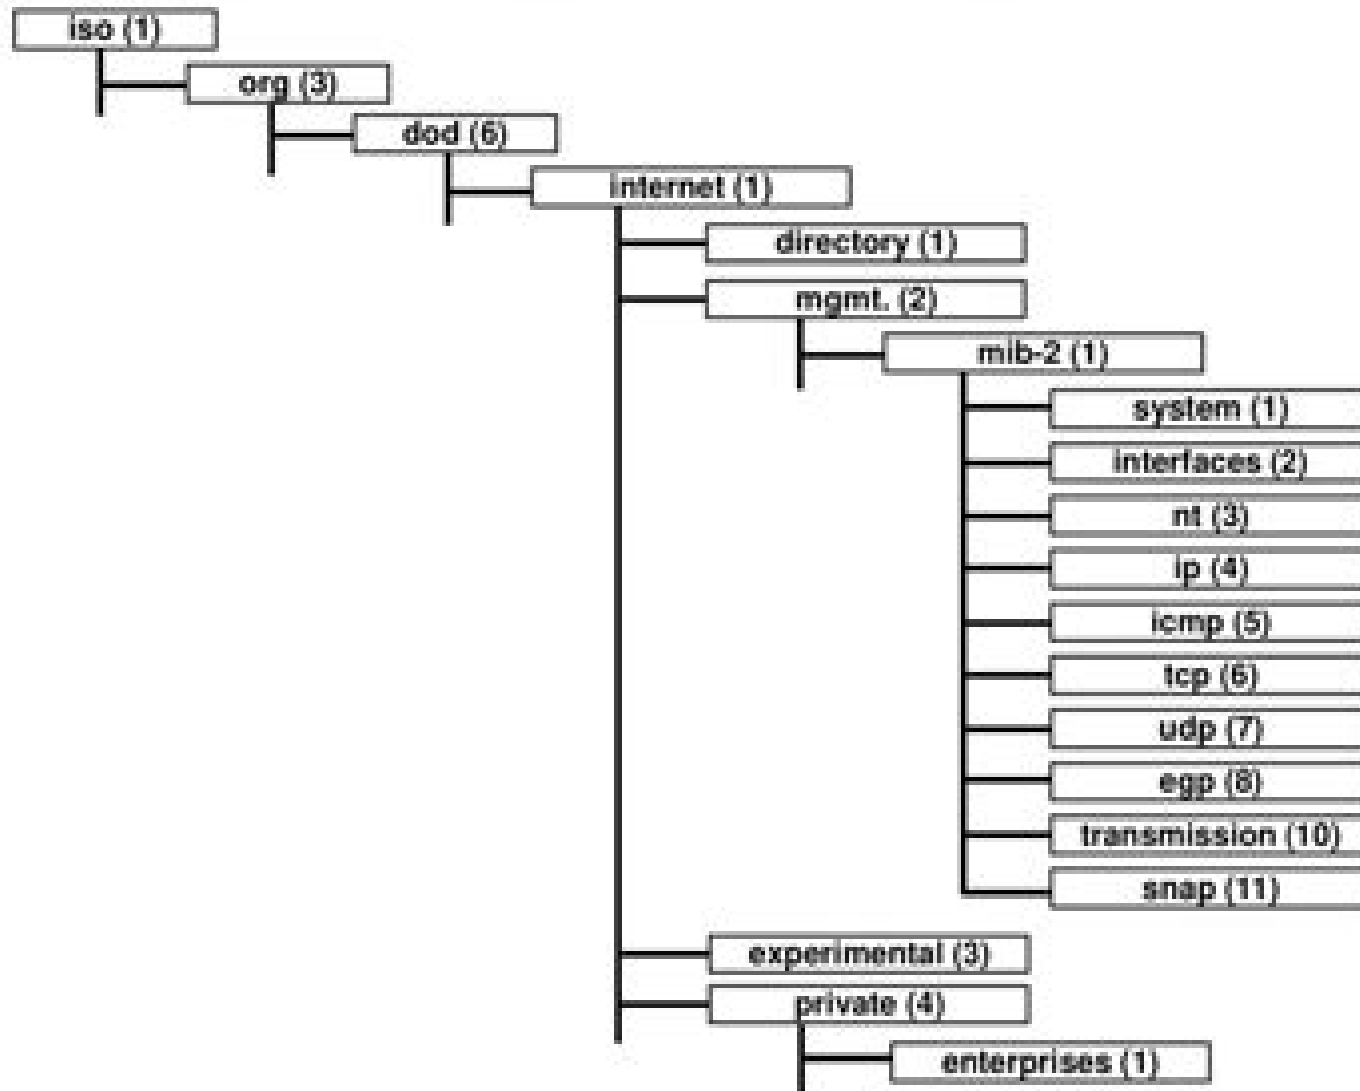 iso (1)
org (3)
dod (6)
internet (1)
directory (1)
mgmt. (2)
mib-2 (1)
system (1)
interfaces (2)
nt (3)
ip (4)
icmp (5)
tcp (6)
udp (7)
egp (8)
transmission (10)
snap (11)
experimental (3)
private (4)
enterprises (1)